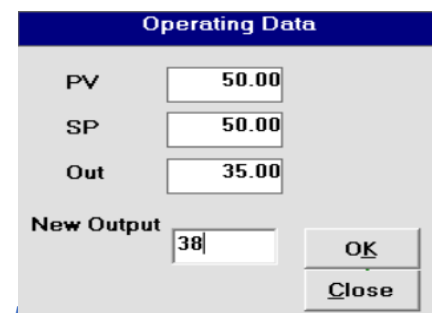 Operating Data
PV 50.00
SP 50.00
Out 35.00
New Output
38 OK
Close